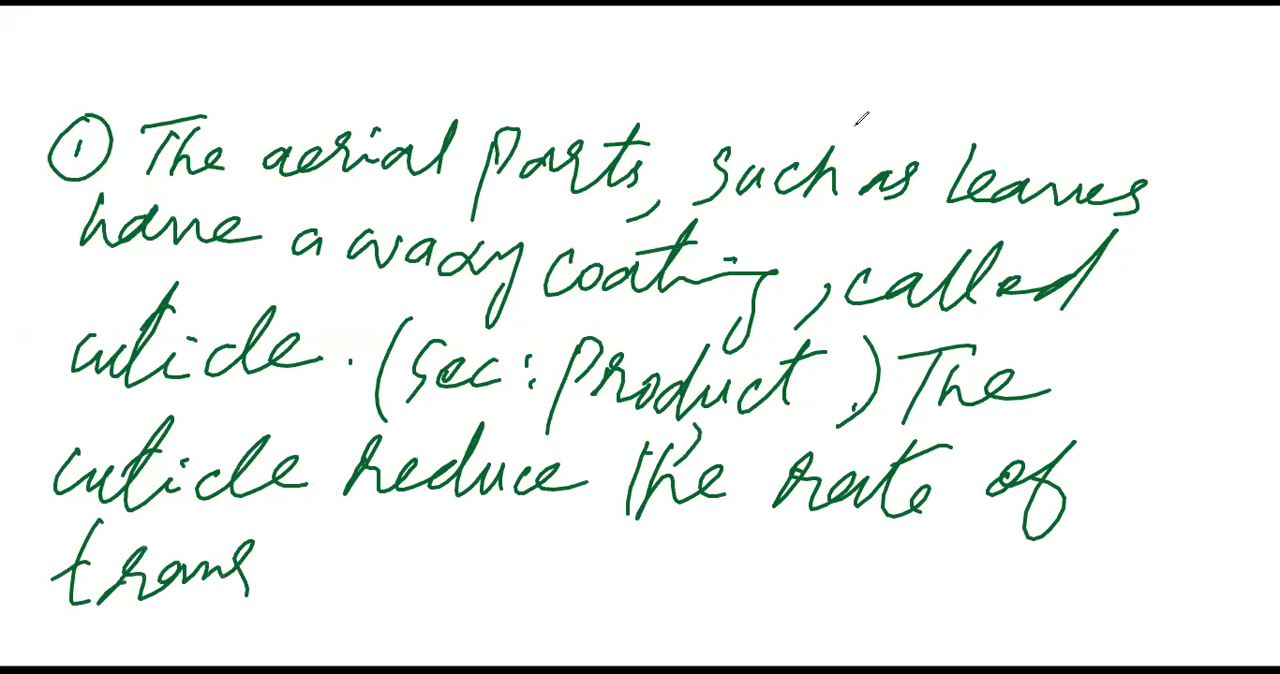 ① The aerial parts, such as leaves
have a waxy coating, called
cuticle. (Sec: Product.) The
cuticle reduce the rate of
trans